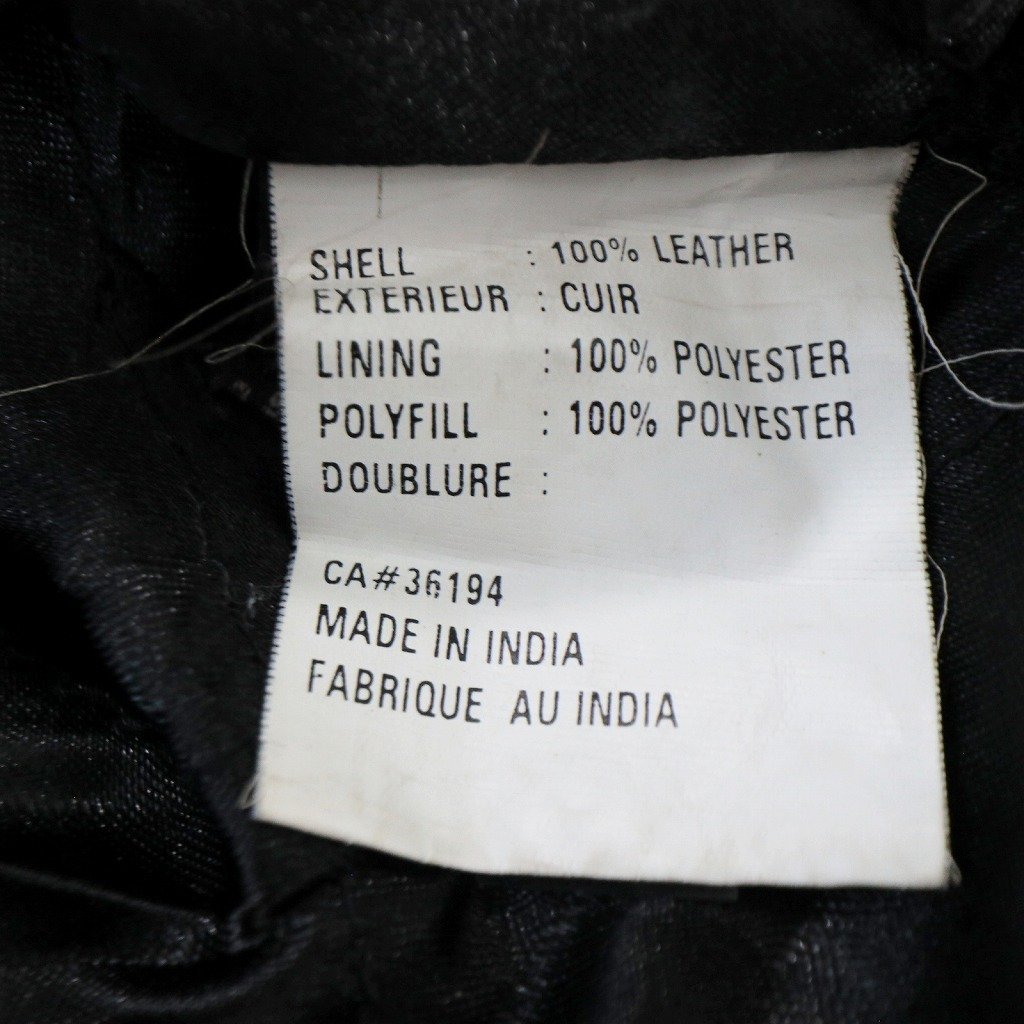 SHELL : 100% LEATHER
EXTERIEUR : CUIR
LINING : 100% POLYESTER
POLYFILL : 100% POLYESTER
DOUBLURE :
CA#36194
MADE IN INDIA
FABRIQUE AU INDIA